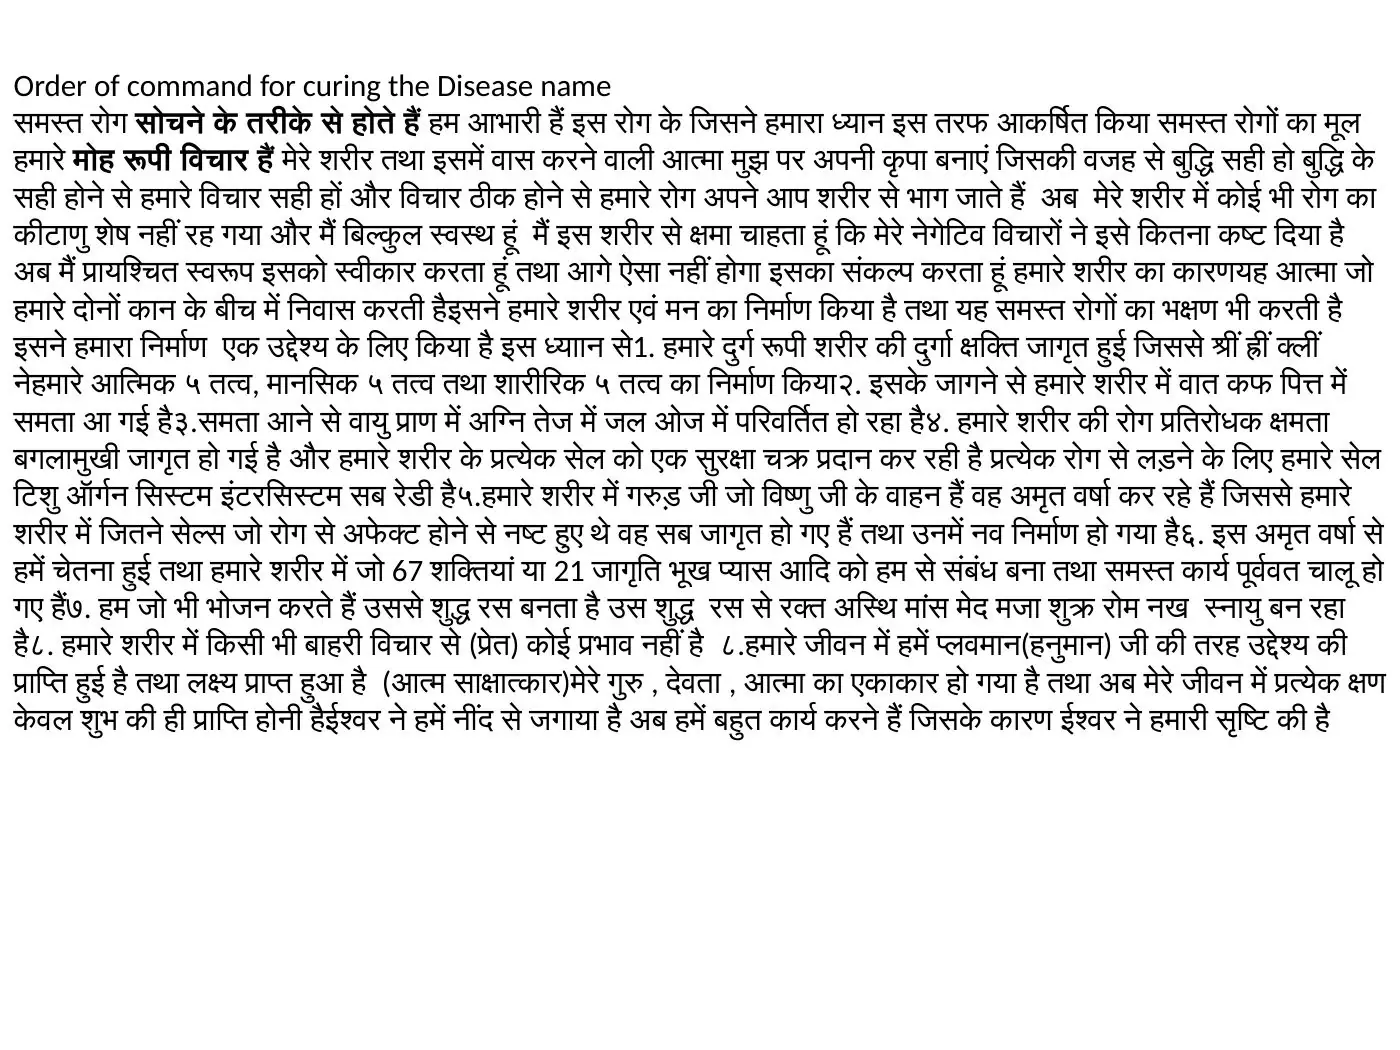 Order of command for curing the Disease name
समस्त रोग सोचने के तरीके से होते हैं हम आभारी हैं इस रोग के जिसने हमारा ध्यान इस तरफ आकर्षित किया समस्त रोगों का मूल
हमारे मोह रूपी विचार हैं मेरे शरीर तथा इसमें वास करने वाली आत्मा मुझ पर अपनी कृपा बनाएं जिसकी वजह से बुद्धि सही हो बुद्धि के
सही होने से हमारे विचार सही हों और विचार ठीक होने से हमारे रोग अपने आप शरीर से भाग जाते हैं  अब  मेरे शरीर में कोई भी रोग का
कीटाणु शेष नहीं रह गया और मैं बिल्कुल स्वस्थ हूं  मैं इस शरीर से क्षमा चाहता हूं कि मेरे नेगेटिव विचारों ने इसे कितना कष्ट दिया है
अब मैं प्रायश्चित स्वरूप इसको स्वीकार करता हूं तथा आगे ऐसा नहीं होगा इसका संकल्प करता हूं हमारे शरीर का कारणयह आत्मा जो
हमारे दोनों कान के बीच में निवास करती हैइसने हमारे शरीर एवं मन का निर्माण किया है तथा यह समस्त रोगों का भक्षण भी करती है
इसने हमारा निर्माण  एक उद्देश्य के लिए किया है इस ध्याान से1. हमारे दुर्ग रूपी शरीर की दुर्गा क्षक्ति जागृत हुई जिससे श्रीं ह्रीं क्लीं
नेहमारे आत्मिक ५ तत्व, मानसिक ५ तत्व तथा शारीरिक ५ तत्व का निर्माण किया२. इसके जागने से हमारे शरीर में वात कफ पित्त में
समता आ गई है३.समता आने से वायु प्राण में अग्नि तेज में जल ओज में परिवर्तित हो रहा है४. हमारे शरीर की रोग प्रतिरोधक क्षमता
बगलामुखी जागृत हो गई है और हमारे शरीर के प्रत्येक सेल को एक सुरक्षा चक्र प्रदान कर रही है प्रत्येक रोग से लड़ने के लिए हमारे सेल
टिशु ऑर्गन सिस्टम इंटरसिस्टम सब रेडी है५.हमारे शरीर में गरुड़ जी जो विष्णु जी के वाहन हैं वह अमृत वर्षा कर रहे हैं जिससे हमारे
शरीर में जितने सेल्स जो रोग से अफेक्ट होने से नष्ट हुए थे वह सब जागृत हो गए हैं तथा उनमें नव निर्माण हो गया है६. इस अमृत वर्षा से
हमें चेतना हुई तथा हमारे शरीर में जो 67 शक्तियां या 21 जागृति भूख प्यास आदि को हम से संबंध बना तथा समस्त कार्य पूर्ववत चालू हो
गए हैं७. हम जो भी भोजन करते हैं उससे शुद्ध रस बनता है उस शुद्ध  रस से रक्त अस्थि मांस मेद मजा शुक्र रोम नख  स्नायु बन रहा
है८. हमारे शरीर में किसी भी बाहरी विचार से (प्रेत) कोई प्रभाव नहीं है  ८.हमारे जीवन में हमें प्लवमान(हनुमान) जी की तरह उद्देश्य की
प्राप्ति हुई है तथा लक्ष्य प्राप्त हुआ है  (आत्म साक्षात्कार)मेरे गुरु , देवता , आत्मा का एकाकार हो गया है तथा अब मेरे जीवन में प्रत्येक क्षण
केवल शुभ की ही प्राप्ति होनी हैईश्वर ने हमें नींद से जगाया है अब हमें बहुत कार्य करने हैं जिसके कारण ईश्वर ने हमारी सृष्टि की है